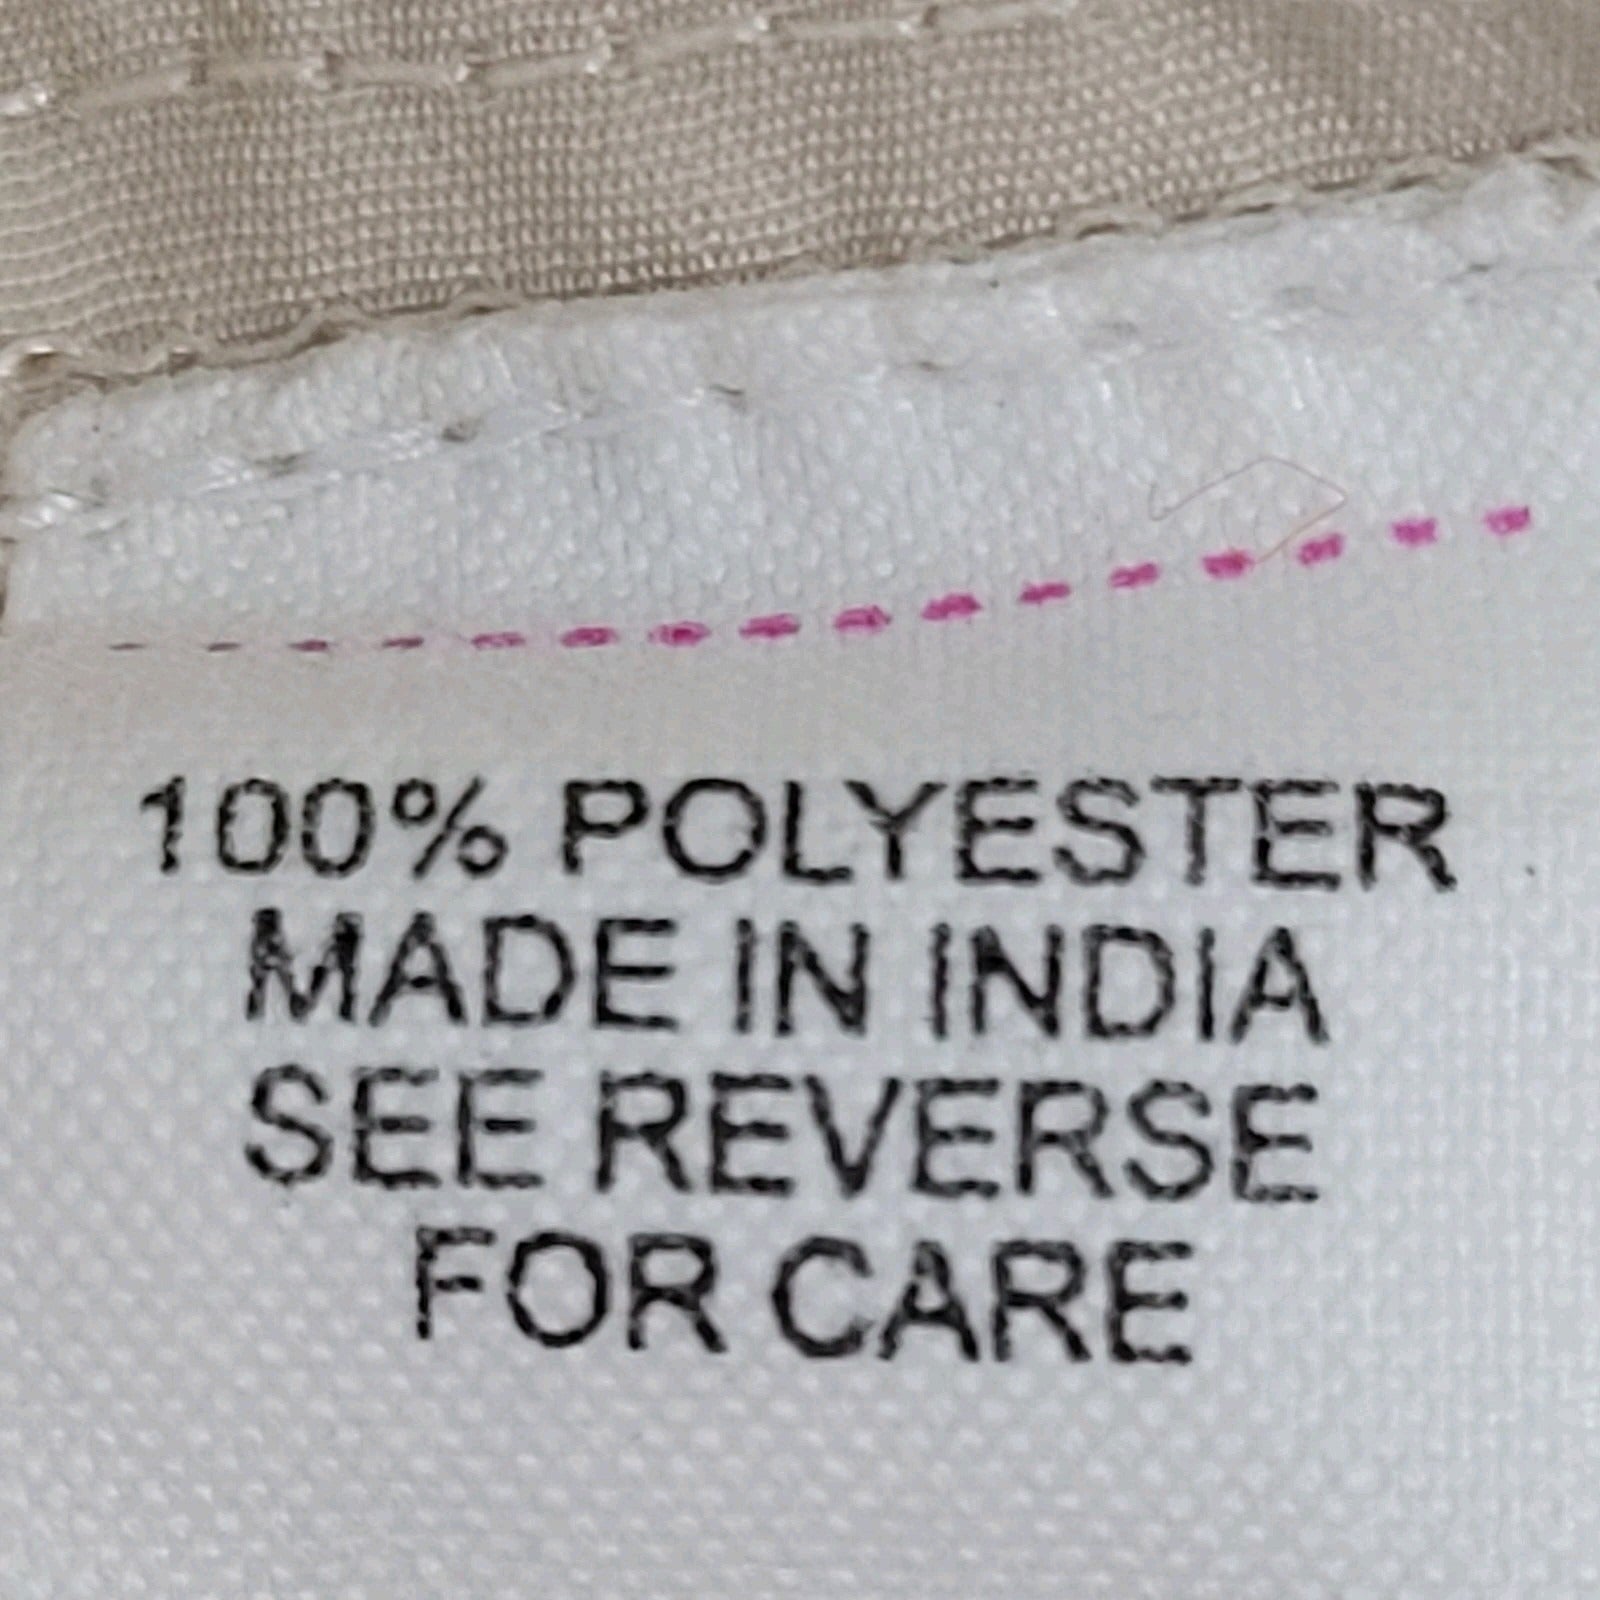 100% POLYESTER
MADE IN INDIA
SEE REVERSE
FOR CARE